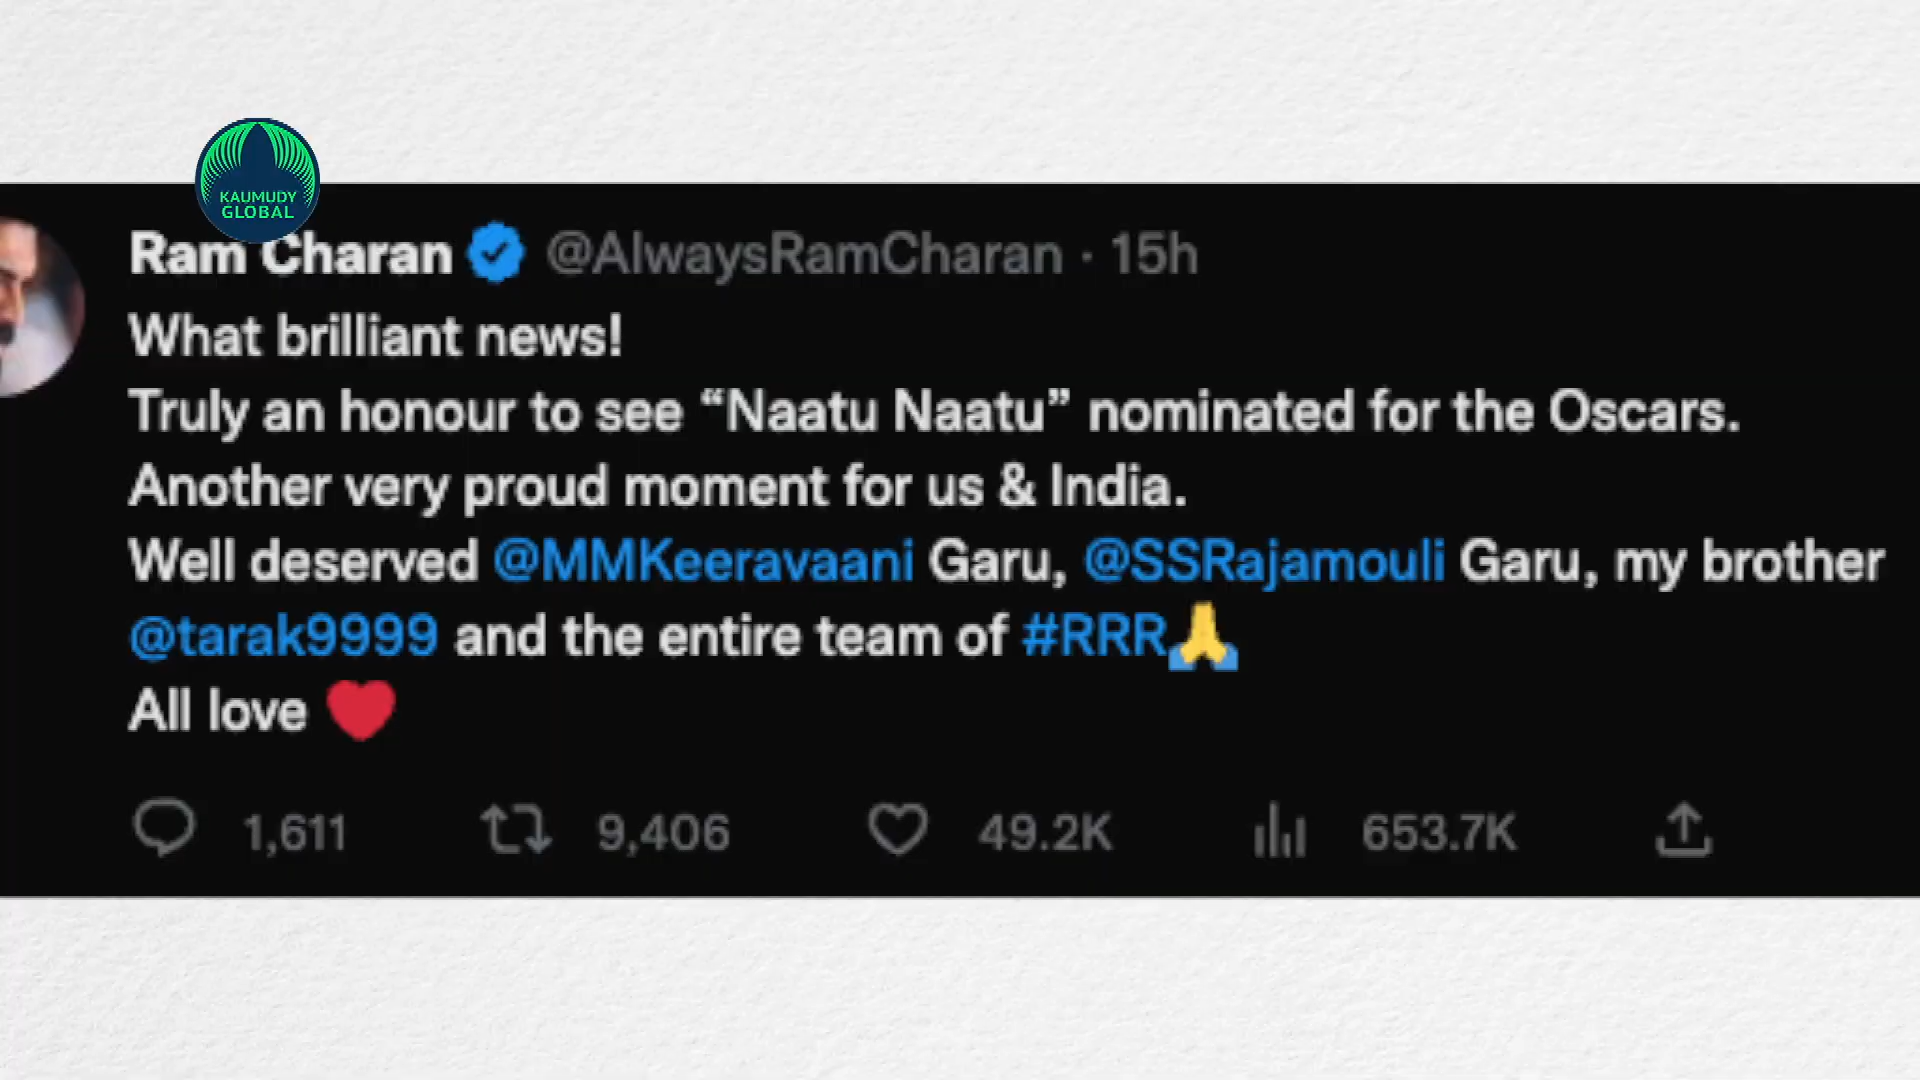 KAUMUDY
GLOBAL
Ram Charan @AlwaysRamCharan · 15h
What brilliant news!
Truly an honour to see “Naatu Naatu” nominated for the Oscars.
Another very proud moment for us & India.
Well deserved @MMKeeravaani Garu, @SSRajamouli Garu, my brother
@tarak9999 and the entire team of #RRR🙏
All love ❤️
1,611 9,406 49.2K 653.7K